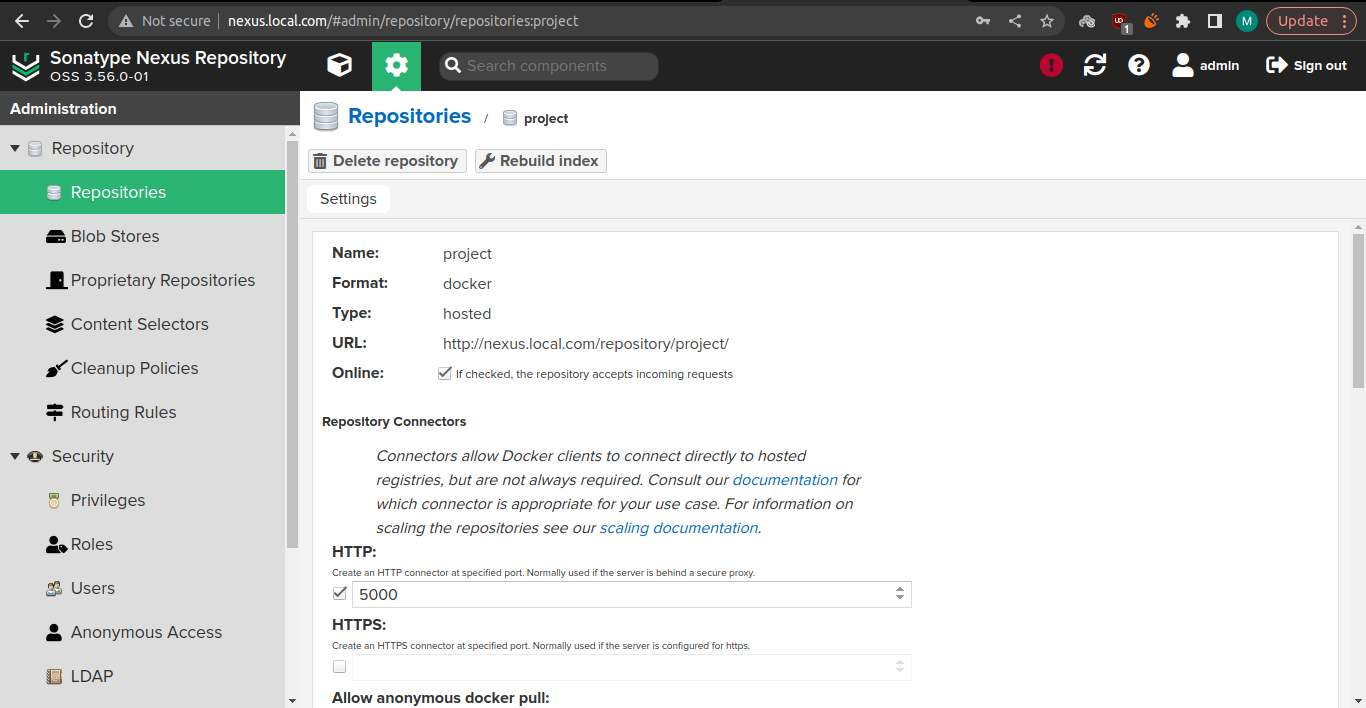 Not secure | nexus.local.com/#admin/repository/repositories:project
UD
1
M
Update
Sonatype Nexus Repository
OSS 3.56.0-01
Search components
admin
Sign out
Administration
Repository
Repositories
Blob Stores
Proprietary Repositories
Content Selectors
Cleanup Policies
Routing Rules
Security
Privileges
Roles
Users
Anonymous Access
LDAP
Repositories / project
Delete repository
Rebuild index
Settings
Name: project
Format: docker
Type: hosted
URL: http://nexus.local.com/repository/project/
Online: If checked, the repository accepts incoming requests
Repository Connectors
Connectors allow Docker clients to connect directly to hosted
registries, but are not always required. Consult our documentation for
which connector is appropriate for your use case. For information on
scaling the repositories see our scaling documentation.
HTTP:
Create an HTTP connector at specified port. Normally used if the server is behind a secure proxy.
5000
HTTPS:
Create an HTTPS connector at specified port. Normally used if the server is configured for https.
Allow anonymous docker pull: